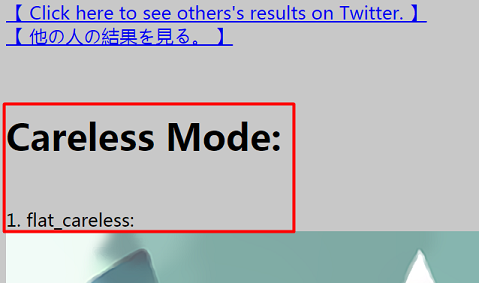 【 Click here to see others's results on Twitter. 】
【 他の人の結果を見る。 】
Careless Mode:
1. flat_careless: